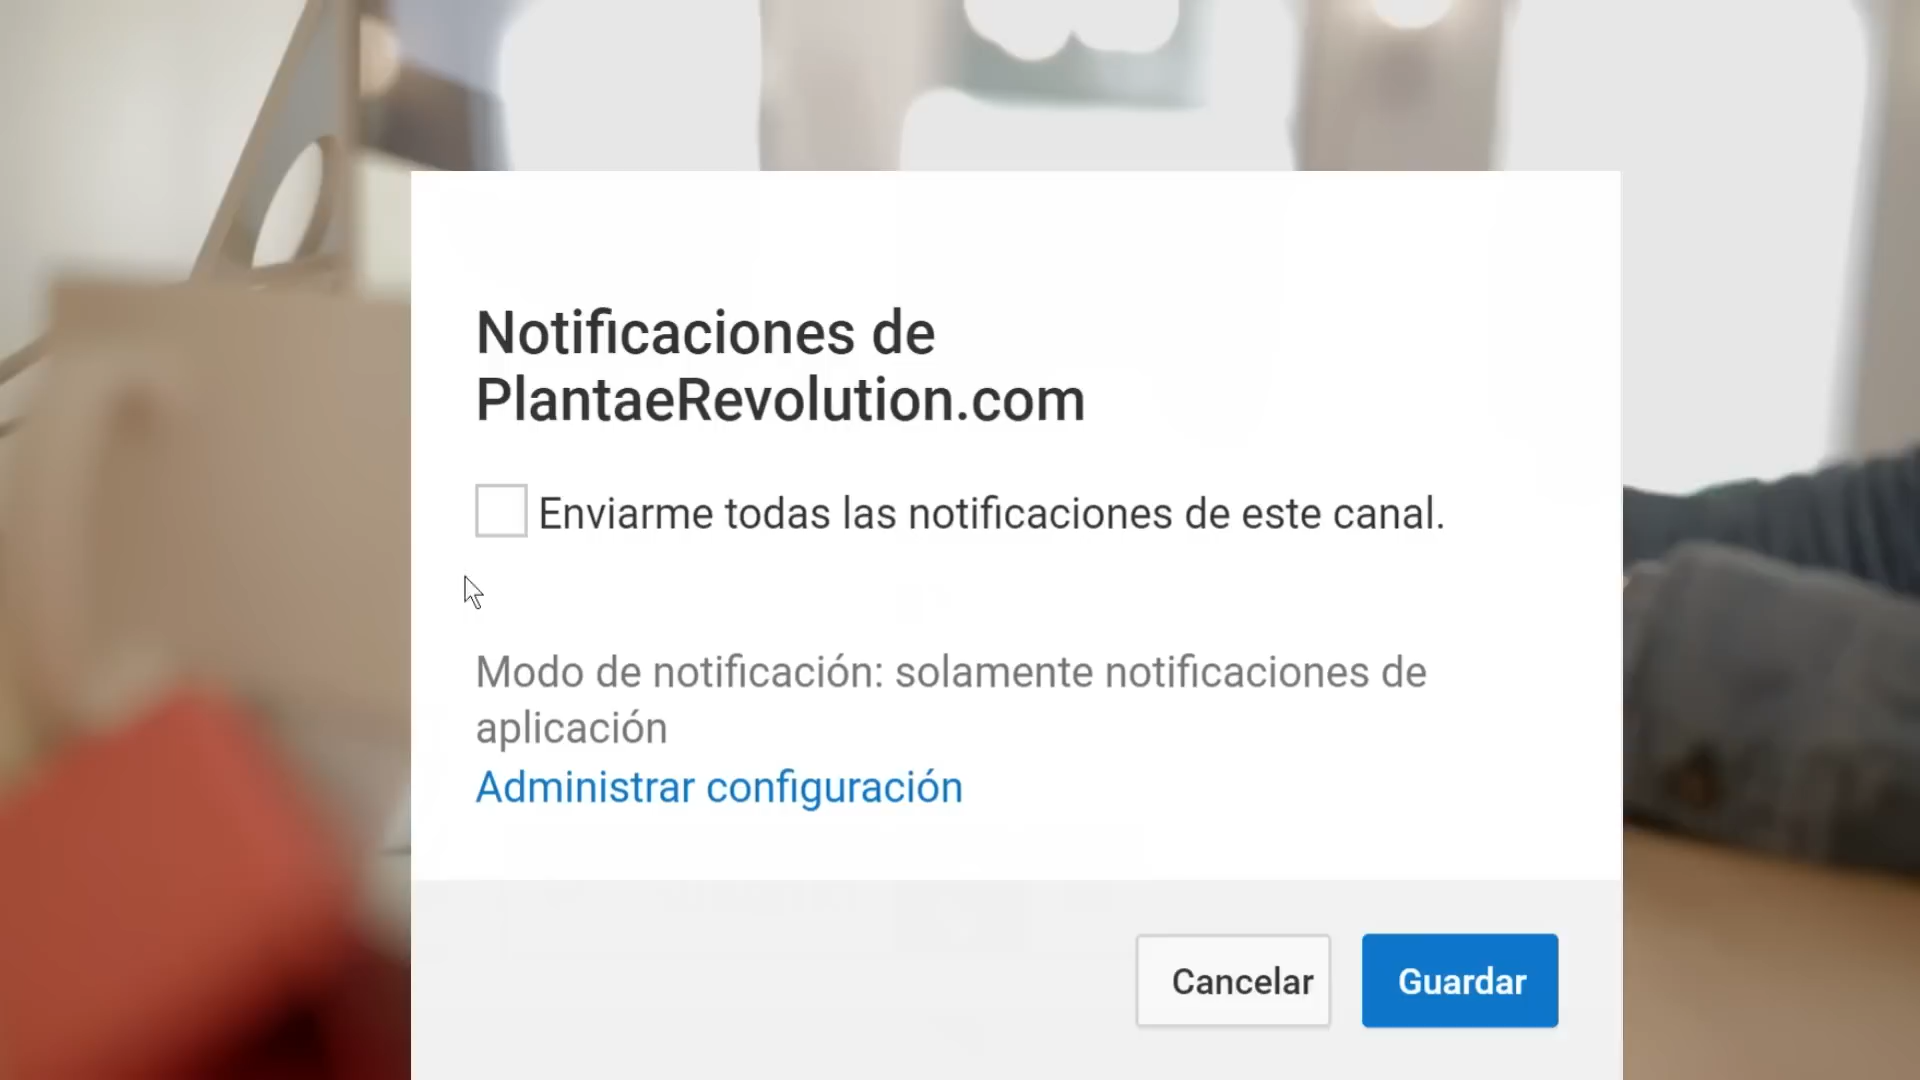 Notificaciones de
PlantaeRevolution.com
Enviarme todas las notificaciones de este canal.
Modo de notificación: solamente notificaciones de
aplicación
Administrar configuración
Cancelar
Guardar